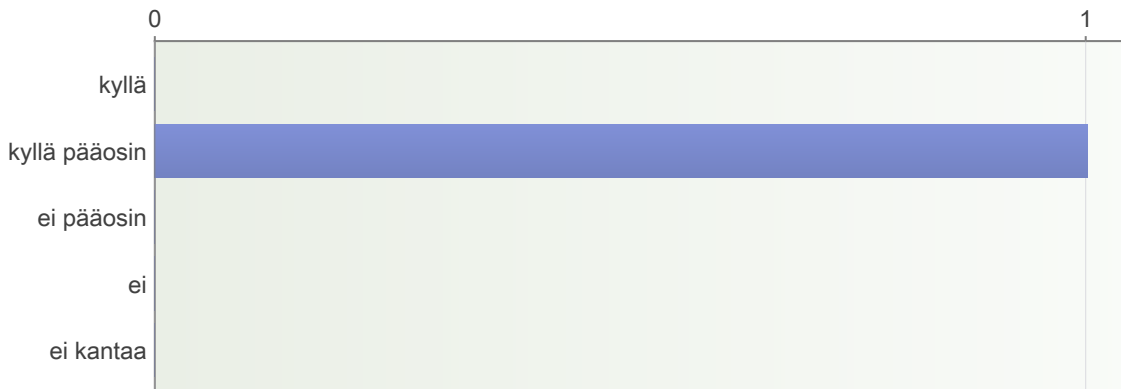 0 1
kyllä
kyllä pääosin
ei pääosin
ei
ei kantaa